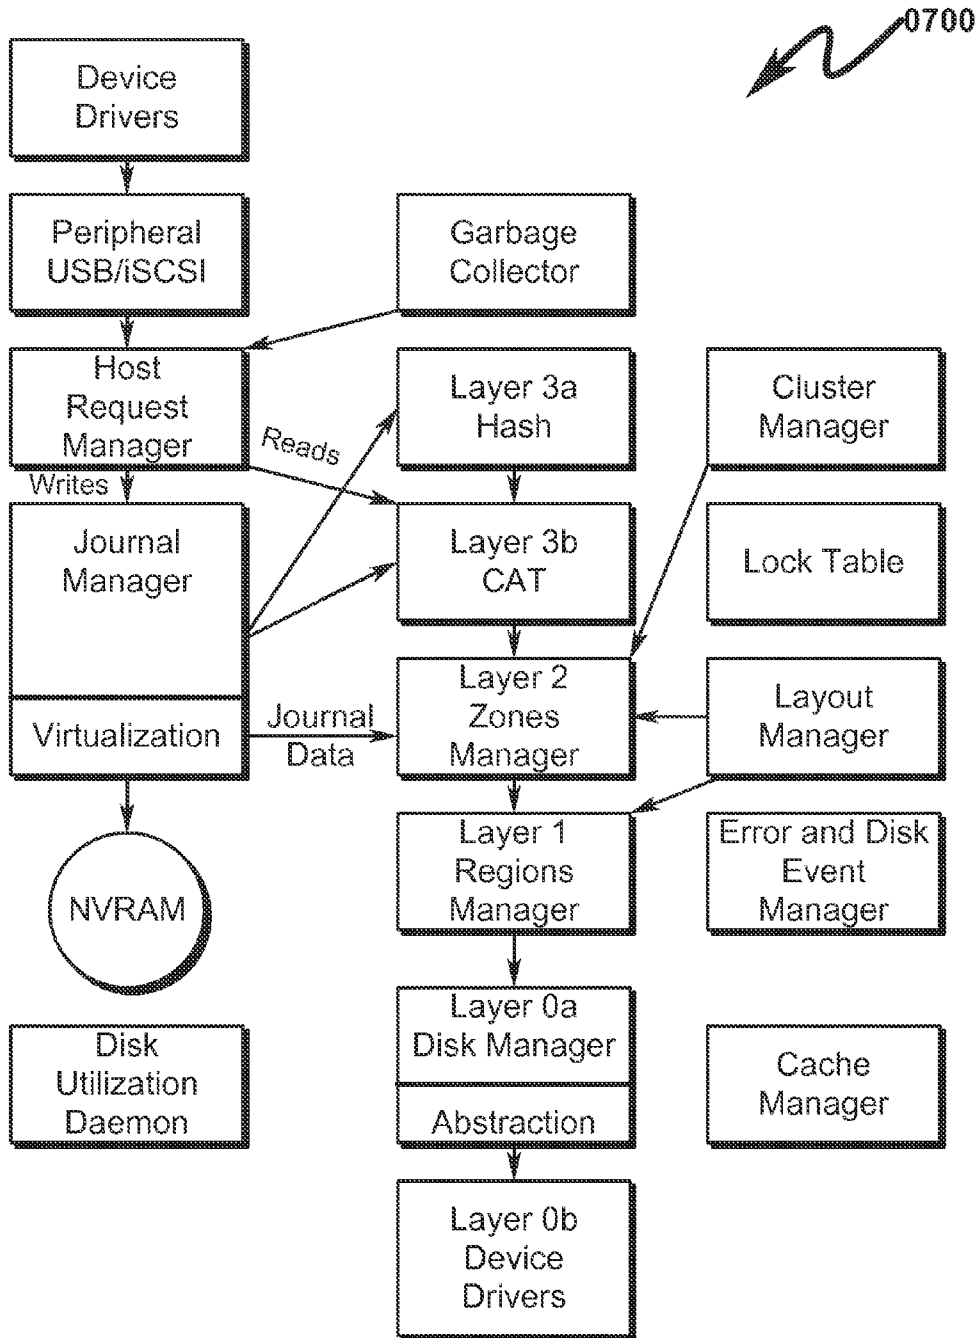 0700
Device
Drivers
Peripheral
USB/iSCSI
Garbage
Collector
Host
Request
Manager
Reads
Writes
Layer 3a
Hash
Cluster
Manager
Journal
Manager
Layer 3b
CAT
Lock Table
Virtualization
Journal
Data
Layer 2
Zones
Manager
Layout
Manager
NVRAM
Layer 1
Regions
Manager
Error and Disk
Event
Manager
Disk
Utilization
Daemon
Layer 0a
Disk Manager
Abstraction
Cache
Manager
Layer 0b
Device
Drivers